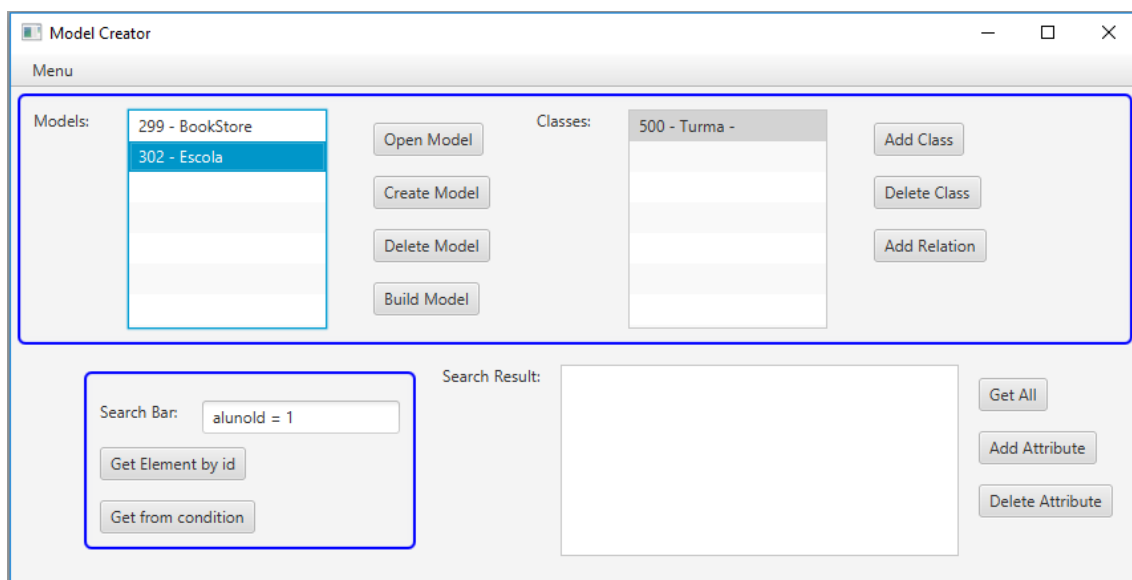 Model Creator
Menu
Models:
299 - BookStore
302 - Escola
Open Model
Create Model
Delete Model
Build Model
Classes:
500 - Turma -
Add Class
Delete Class
Add Relation
Search Bar:
alunoId = 1
Get Element by id
Get from condition
Search Result:
Get All
Add Attribute
Delete Attribute